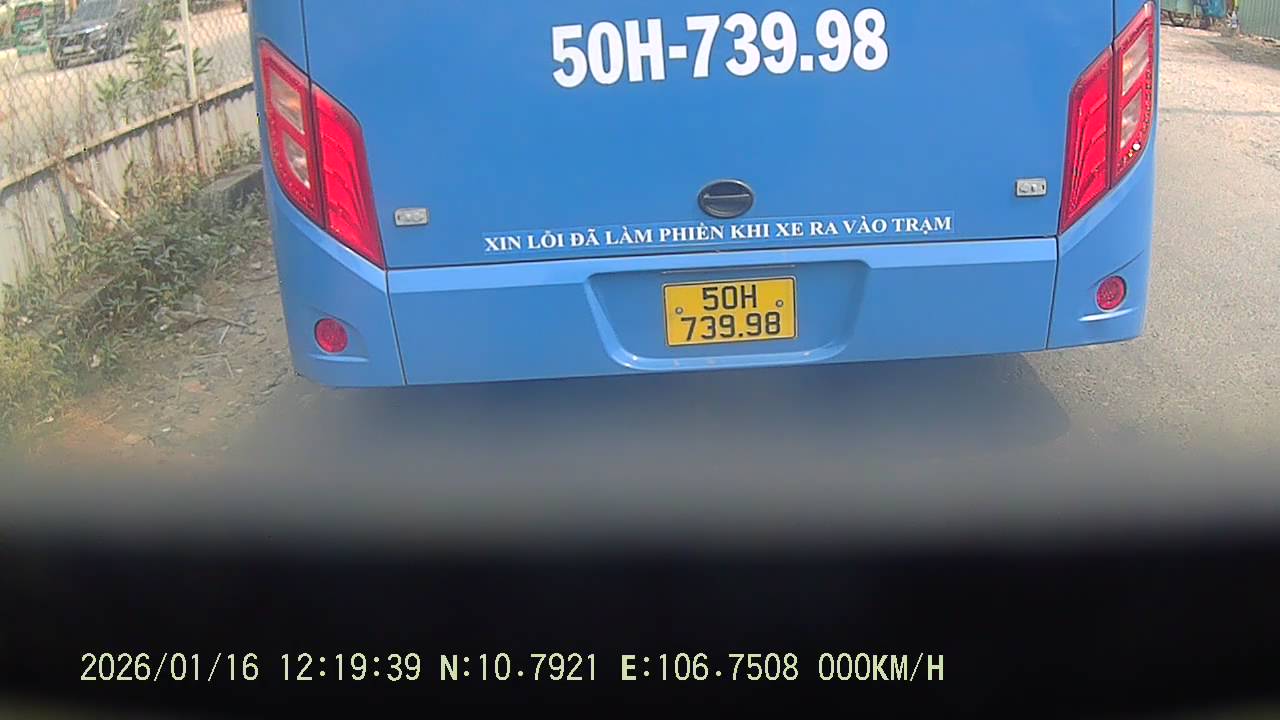 50H-739.98
XIN LỖI ĐÃ LÀM PHIỀN KHI XE RA VÀO TRẠM
50H
739.98
2026/01/16 12:19:39 N:10.7921 E:106.7508 000KM/H